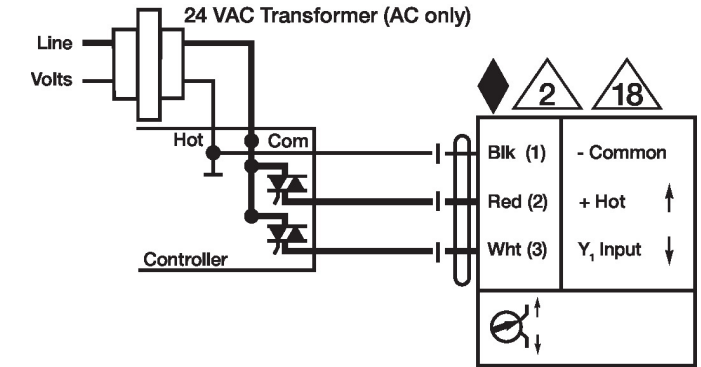 24 VAC Transformer (AC only)
Line
Volts
2
18
Hot
Com
Blk (1)
- Common
Red (2)
+ Hot
Wht (3)
Y₁ Input
Controller